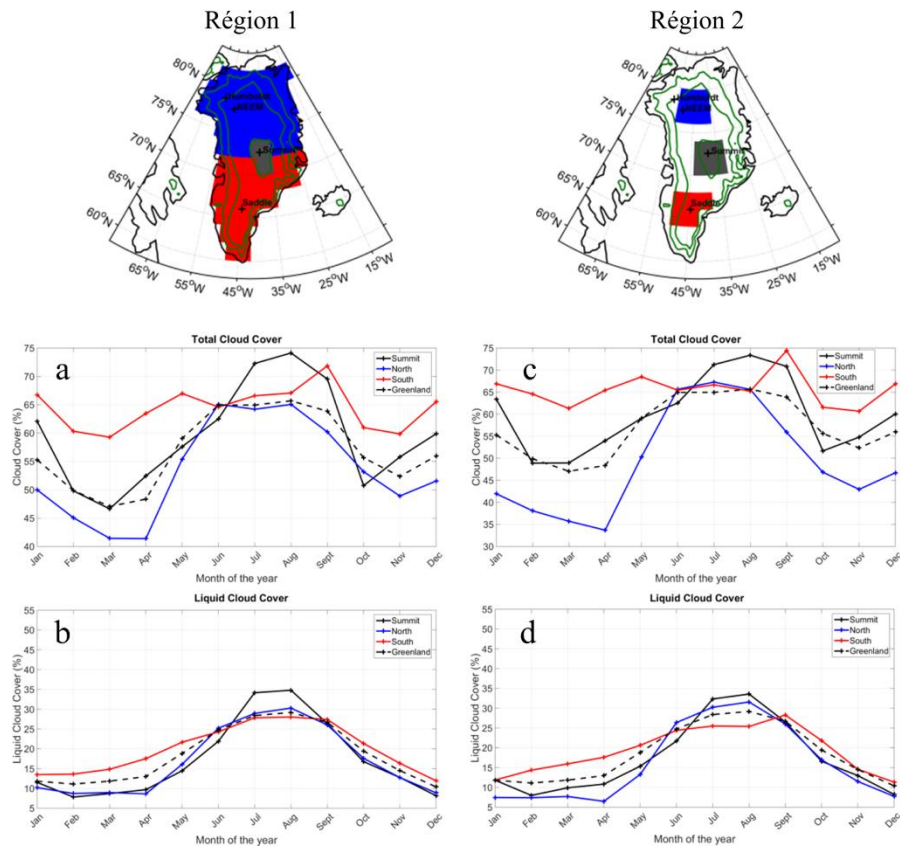 Région 1
Région 2
80°N
75°N
70°N
65°N
60°N
65°W
55°W
45°W
35°W
25°W
15°W
Humboldt
NEEM
Summit
Saddle
80°N
75°N
70°N
65°N
60°N
65°W
55°W
45°W
35°W
25°W
15°W
Humboldt
NEEM
Summit
Saddle
Total Cloud Cover
a
75
70
65
60
55
50
45
40
Cloud Cover (%)
Summit
North
South
Greenland
Jan
Feb
Mar
Apr
May
Jun
Jul
Aug
Sept
Oct
Nov
Dec
Month of the year
Total Cloud Cover
c
75
70
65
60
55
50
45
40
35
30
Cloud Cover (%)
Summit
North
South
Greenland
Jan
Feb
Mar
Apr
May
Jun
Jul
Aug
Sept
Oct
Nov
Dec
Month of the year
Liquid Cloud Cover
b
55
50
45
40
35
30
25
20
15
10
5
Liquid Cloud Cover (%)
Summit
North
South
Greenland
Jan
Feb
Mar
Apr
May
Jun
Jul
Aug
Sept
Oct
Nov
Dec
Month of the year
Liquid Cloud Cover
d
55
50
45
40
35
30
25
20
15
10
5
Liquid Cloud Cover (%)
Summit
North
South
Greenland
Jan
Feb
Mar
Apr
May
Jun
Jul
Aug
Sept
Oct
Nov
Dec
Month of the year